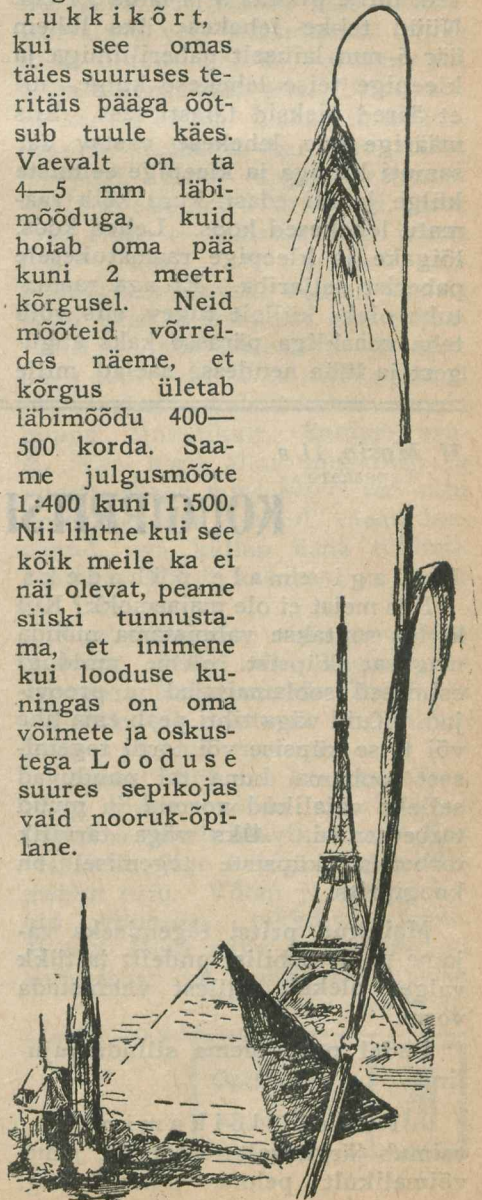 rukkikõrt,
kui see omas
täies suuruses te-
ritäis pääga õõt-
sub tuule käes.
Vaevalt on ta
4—5 mm läbi-
mõõduga, kuid
hoiab oma pää
kuni 2 meetri
kõrgusel. Neid
mõõteid võrrel-
des näeme, et
kõrgus ületab
läbimõõdu 400—
500 korda. Saa-
me julgusmõõte
1:400 kuni 1:500.
Nii lihtne kui see
kõik meile ka ei
näi olevat, peame
siiski tunnusta-
ma, et inimene
kui looduse ku-
ningas on oma
võimete ja oskus-
tega Looduse
suures sepikojas
vaid nooruk-õpi-
lane.